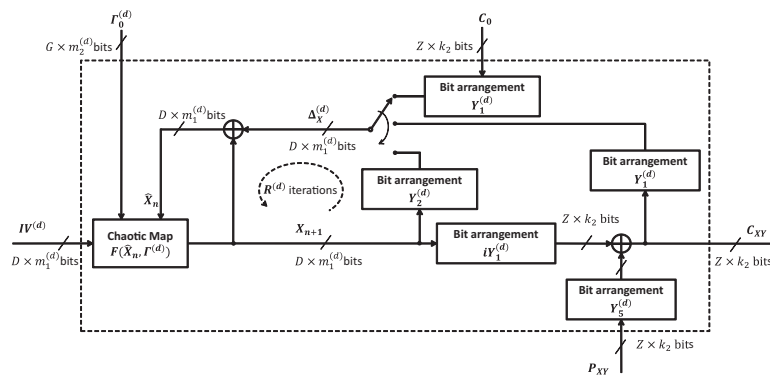 Γ₀⁽ᵈ⁾
G × m₂⁽ᵈ⁾bits
C₀
Z × k₂ bits
Bit arrangement
Y₁⁽ᵈ⁾
D × m₁⁽ᵈ⁾bits
Δ_X⁽ᵈ⁾
D × m₁⁽ᵈ⁾bits
Bit arrangement
Y₁⁽ᵈ⁾
Bit arrangement
Y₂⁽ᵈ⁾
R⁽ᵈ⁾ iterations
X̂ₙ
IV⁽ᵈ⁾
D × m₁⁽ᵈ⁾bits
Chaotic Map
F(X̂ₙ, Γ⁽ᵈ⁾)
Xₙ₊₁
D × m₁⁽ᵈ⁾bits
Bit arrangement
iY₁⁽ᵈ⁾
Z × k₂ bits
C_XY
Z × k₂ bits
Bit arrangement
Y₅⁽ᵈ⁾
Z × k₂ bits
P_XY